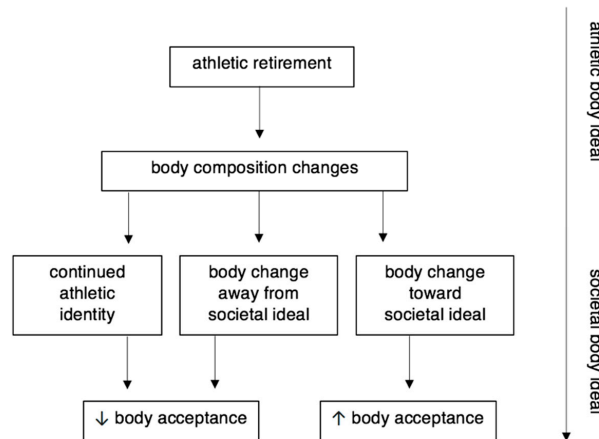 athletic retirement
body composition changes
continued
athletic
identity
body change
away from
societal ideal
body change
toward
societal ideal
↓ body acceptance
↑ body acceptance
athletic body ideal
societal body ideal